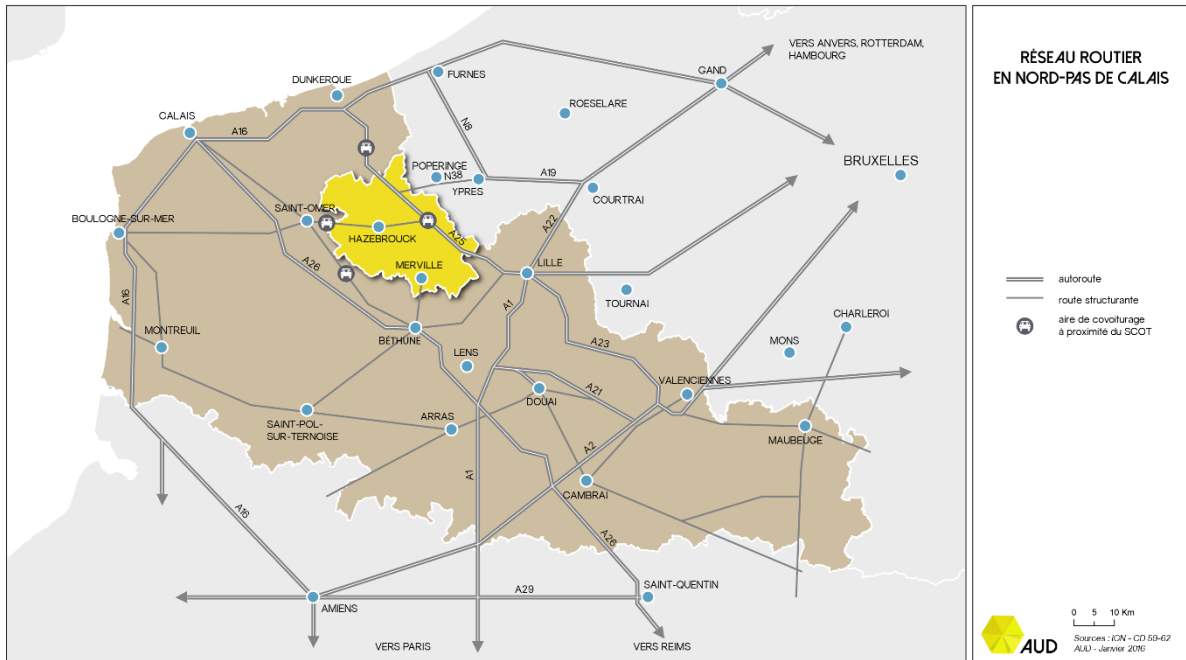 VERS ANVERS, ROTTERDAM,
HAMBOURG
GAND
FURNES
DUNKERQUE
ROESELARE
CALAIS
A16
N8
POPERINGE
N38
YPRES
A19
BRUXELLES
COURTRAI
SAINT-OMER
BOULOGNE-SUR-MER
HAZEBROUCK
A25
A22
A26
MERVILLE
LILLE
A16
A1
TOURNAI
CHARLEROI
MONTREUIL
BÉTHUNE
LENS
A23
MONS
VALENCIENNES
A21
DOUAI
SAINT-POL-
SUR-TERNOISE
ARRAS
A2
MAUBEUGE
A1
CAMBRAI
A16
A26
A29
SAINT-QUENTIN
AMIENS
VERS PARIS
VERS REIMS
RÉSEAU ROUTIER
EN NORD-PAS DE CALAIS
autoroute
route structurante
aire de covoiturage
à proximité du SCOT
0 5 10 Km
AUD
Sources : IGN - CD 59-62
AUD - Janvier 2016